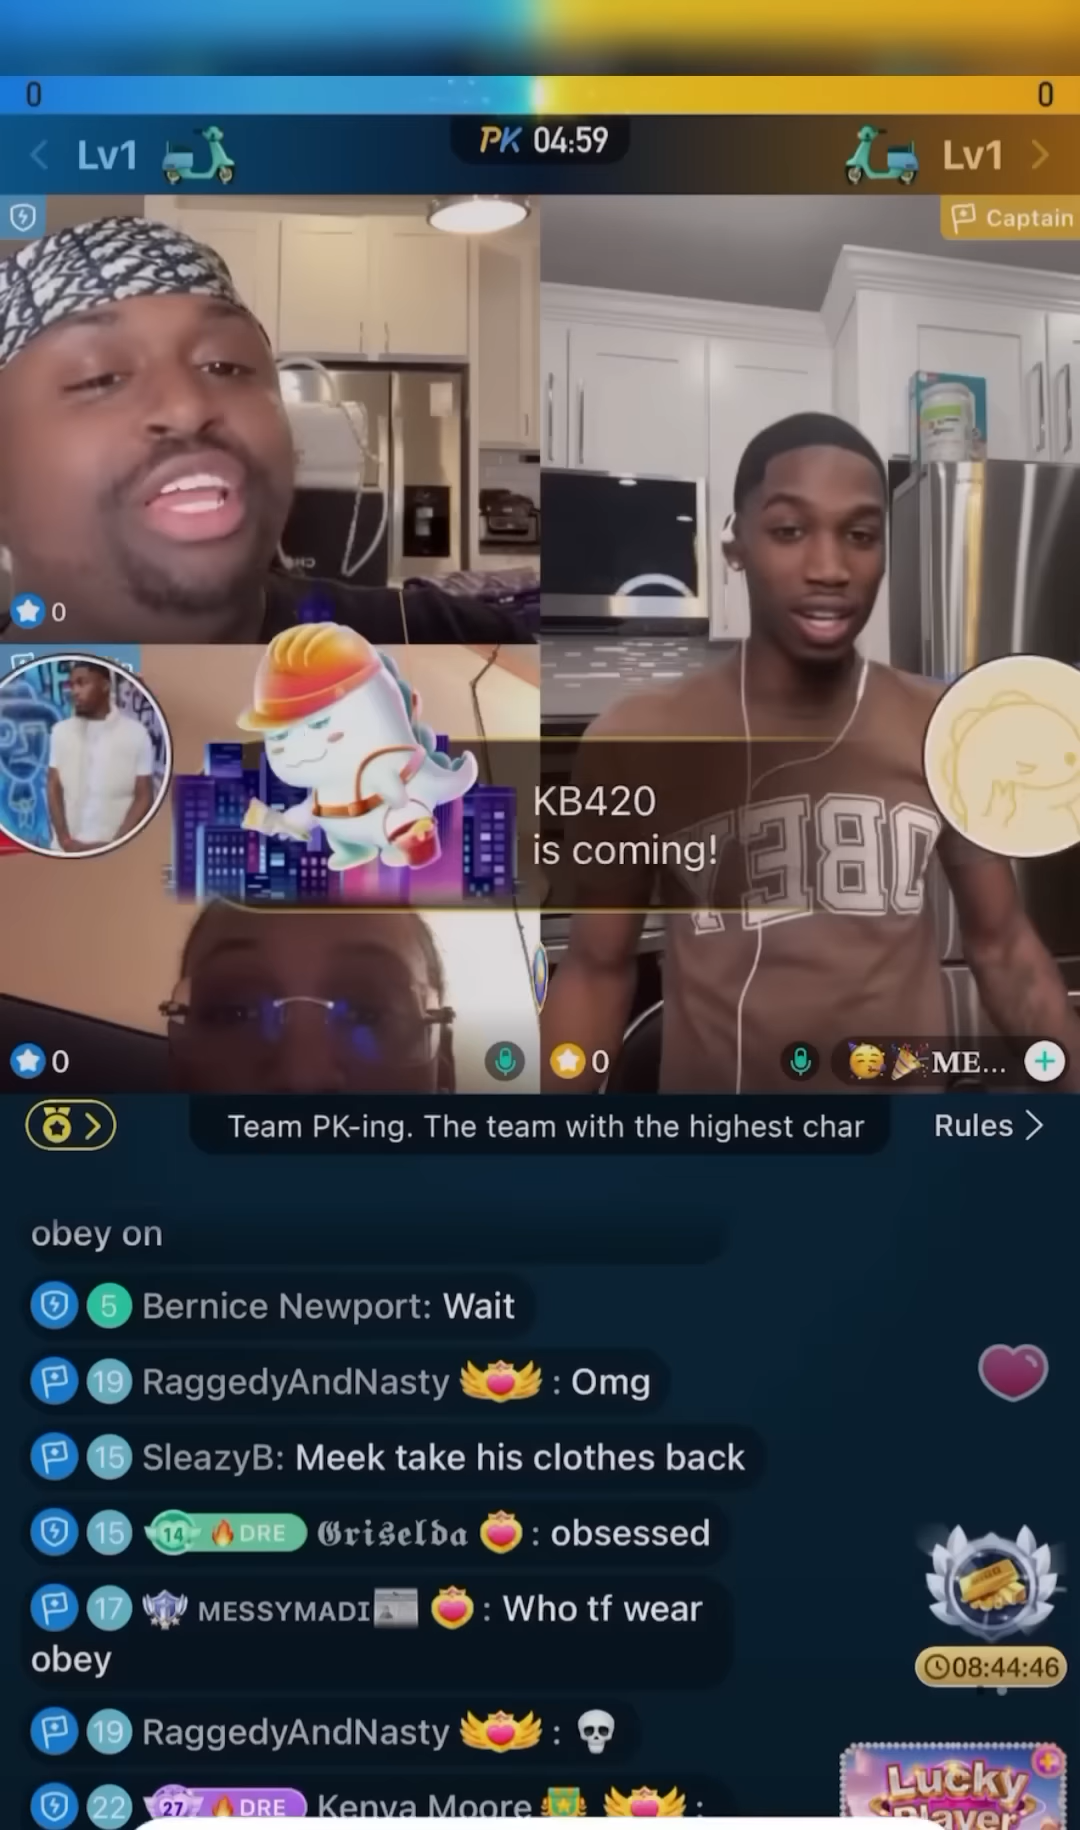 0
0
Lv1
PK 04:59
Lv1
Captain
0
KB420
is coming!
OBEY
0
0
ME...
Team PK-ing. The team with the highest char
Rules
obey on
5 Bernice Newport: Wait
19 RaggedyAndNasty : Omg
15 SleazyB: Meek take his clothes back
15 14 DRE 𝕲𝖗𝖎𝖘𝖊𝖑𝖉𝖆 : obsessed
17 MESSYMADI : Who tf wear
obey
19 RaggedyAndNasty : 💀
08:44:46
22 27 DRE Kenya Moore :
Lucky
Player